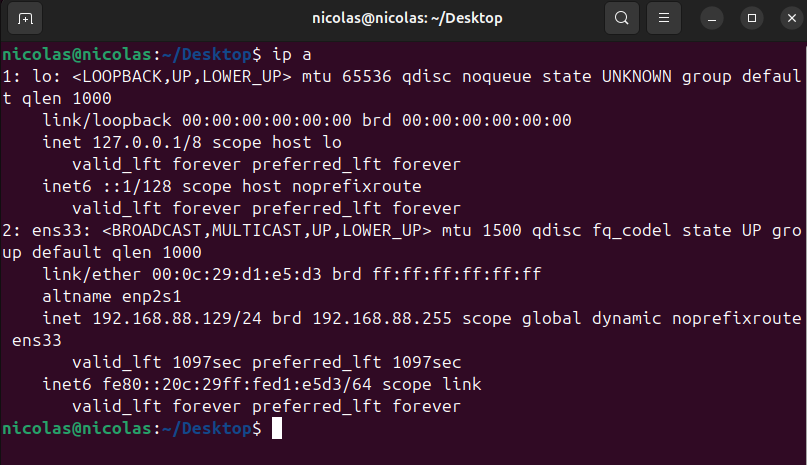 nicolas@nicolas: ~/Desktop
nicolas@nicolas:~/Desktop$ ip a
1: lo: <LOOPBACK,UP,LOWER_UP> mtu 65536 qdisc noqueue state UNKNOWN group defaul
t qlen 1000
    link/loopback 00:00:00:00:00:00 brd 00:00:00:00:00:00
    inet 127.0.0.1/8 scope host lo
       valid_lft forever preferred_lft forever
    inet6 ::1/128 scope host noprefixroute
       valid_lft forever preferred_lft forever
2: ens33: <BROADCAST,MULTICAST,UP,LOWER_UP> mtu 1500 qdisc fq_codel state UP gro
up default qlen 1000
    link/ether 00:0c:29:d1:e5:d3 brd ff:ff:ff:ff:ff:ff
    altname enp2s1
    inet 192.168.88.129/24 brd 192.168.88.255 scope global dynamic noprefixroute
 ens33
       valid_lft 1097sec preferred_lft 1097sec
    inet6 fe80::20c:29ff:fed1:e5d3/64 scope link
       valid_lft forever preferred_lft forever
nicolas@nicolas:~/Desktop$